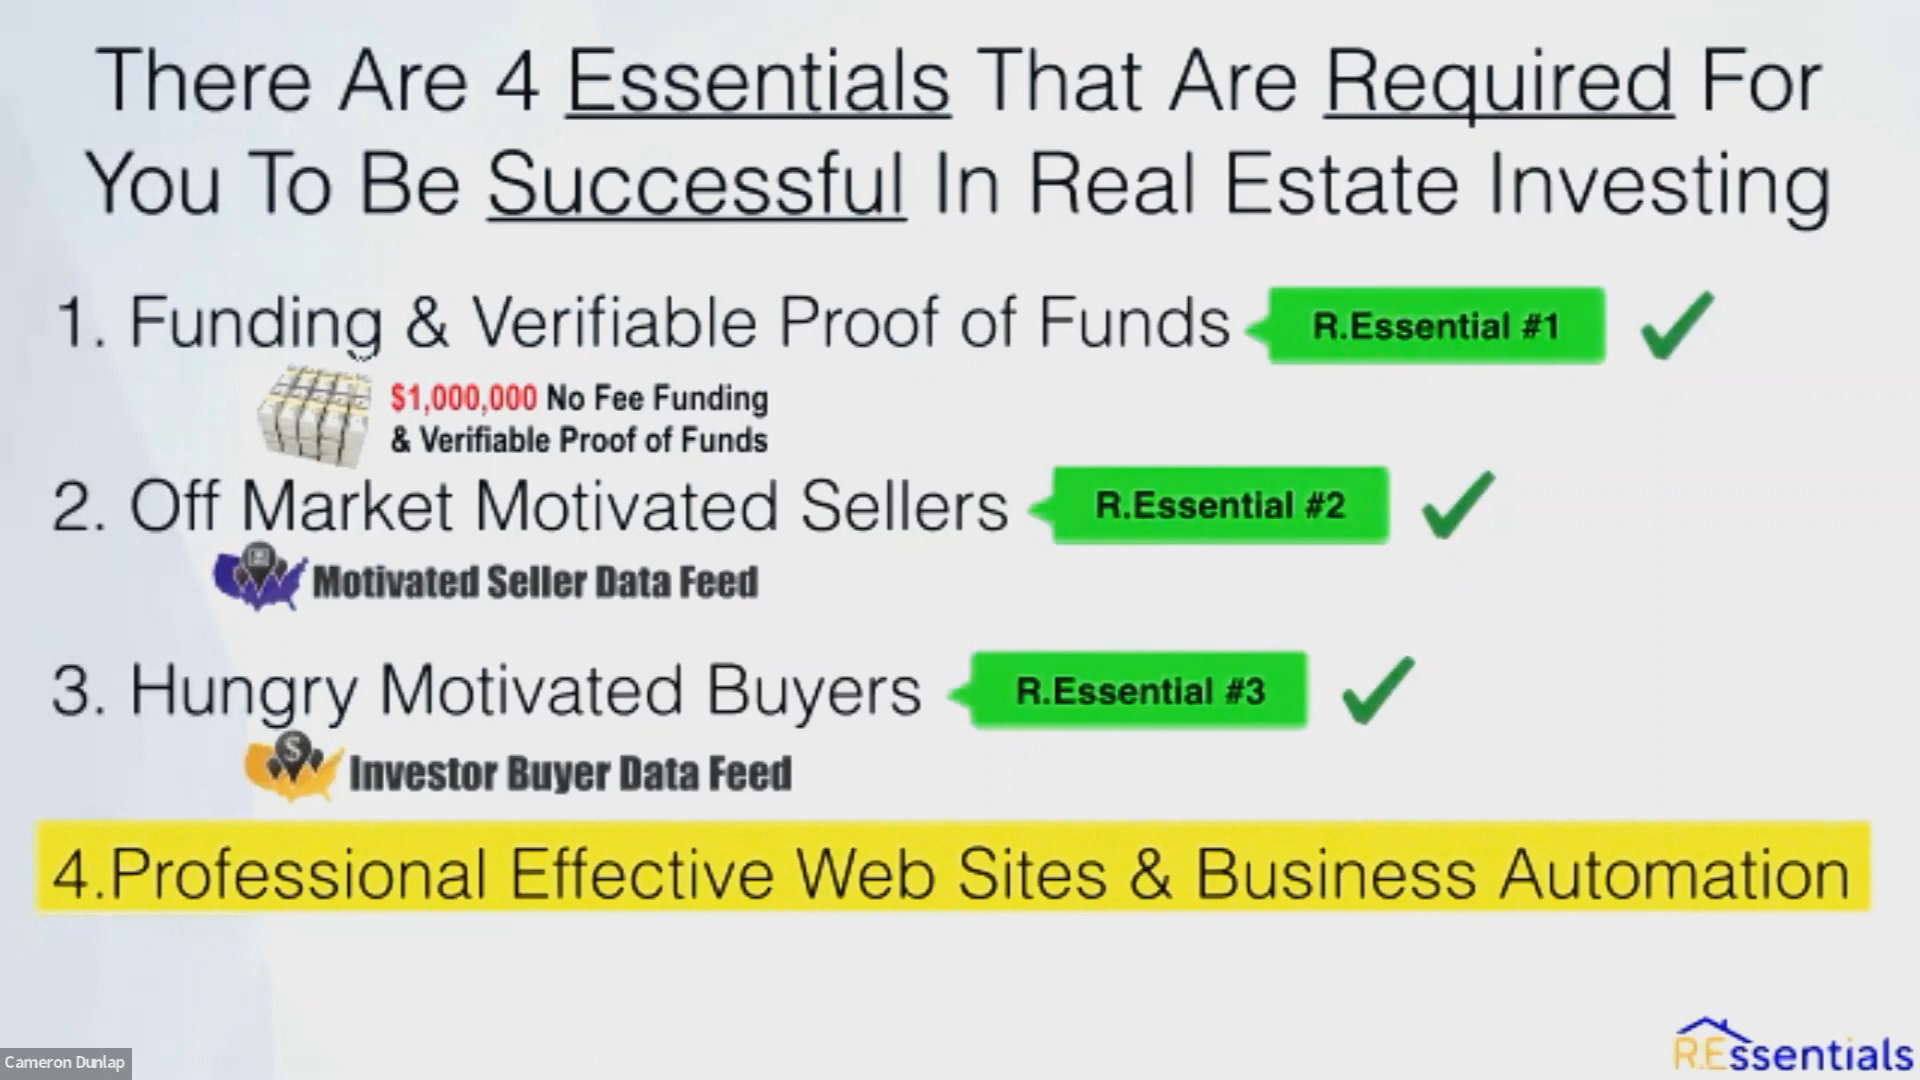 There Are 4 Essentials That Are Required For
You To Be Successful In Real Estate Investing
1. Funding & Verifiable Proof of Funds R.Essential #1
$1,000,000 No Fee Funding
& Verifiable Proof of Funds
2. Off Market Motivated Sellers R.Essential #2
Motivated Seller Data Feed
3. Hungry Motivated Buyers R.Essential #3
$ Investor Buyer Data Feed
4.Professional Effective Web Sites & Business Automation
Cameron Dunlap
R.Essentials